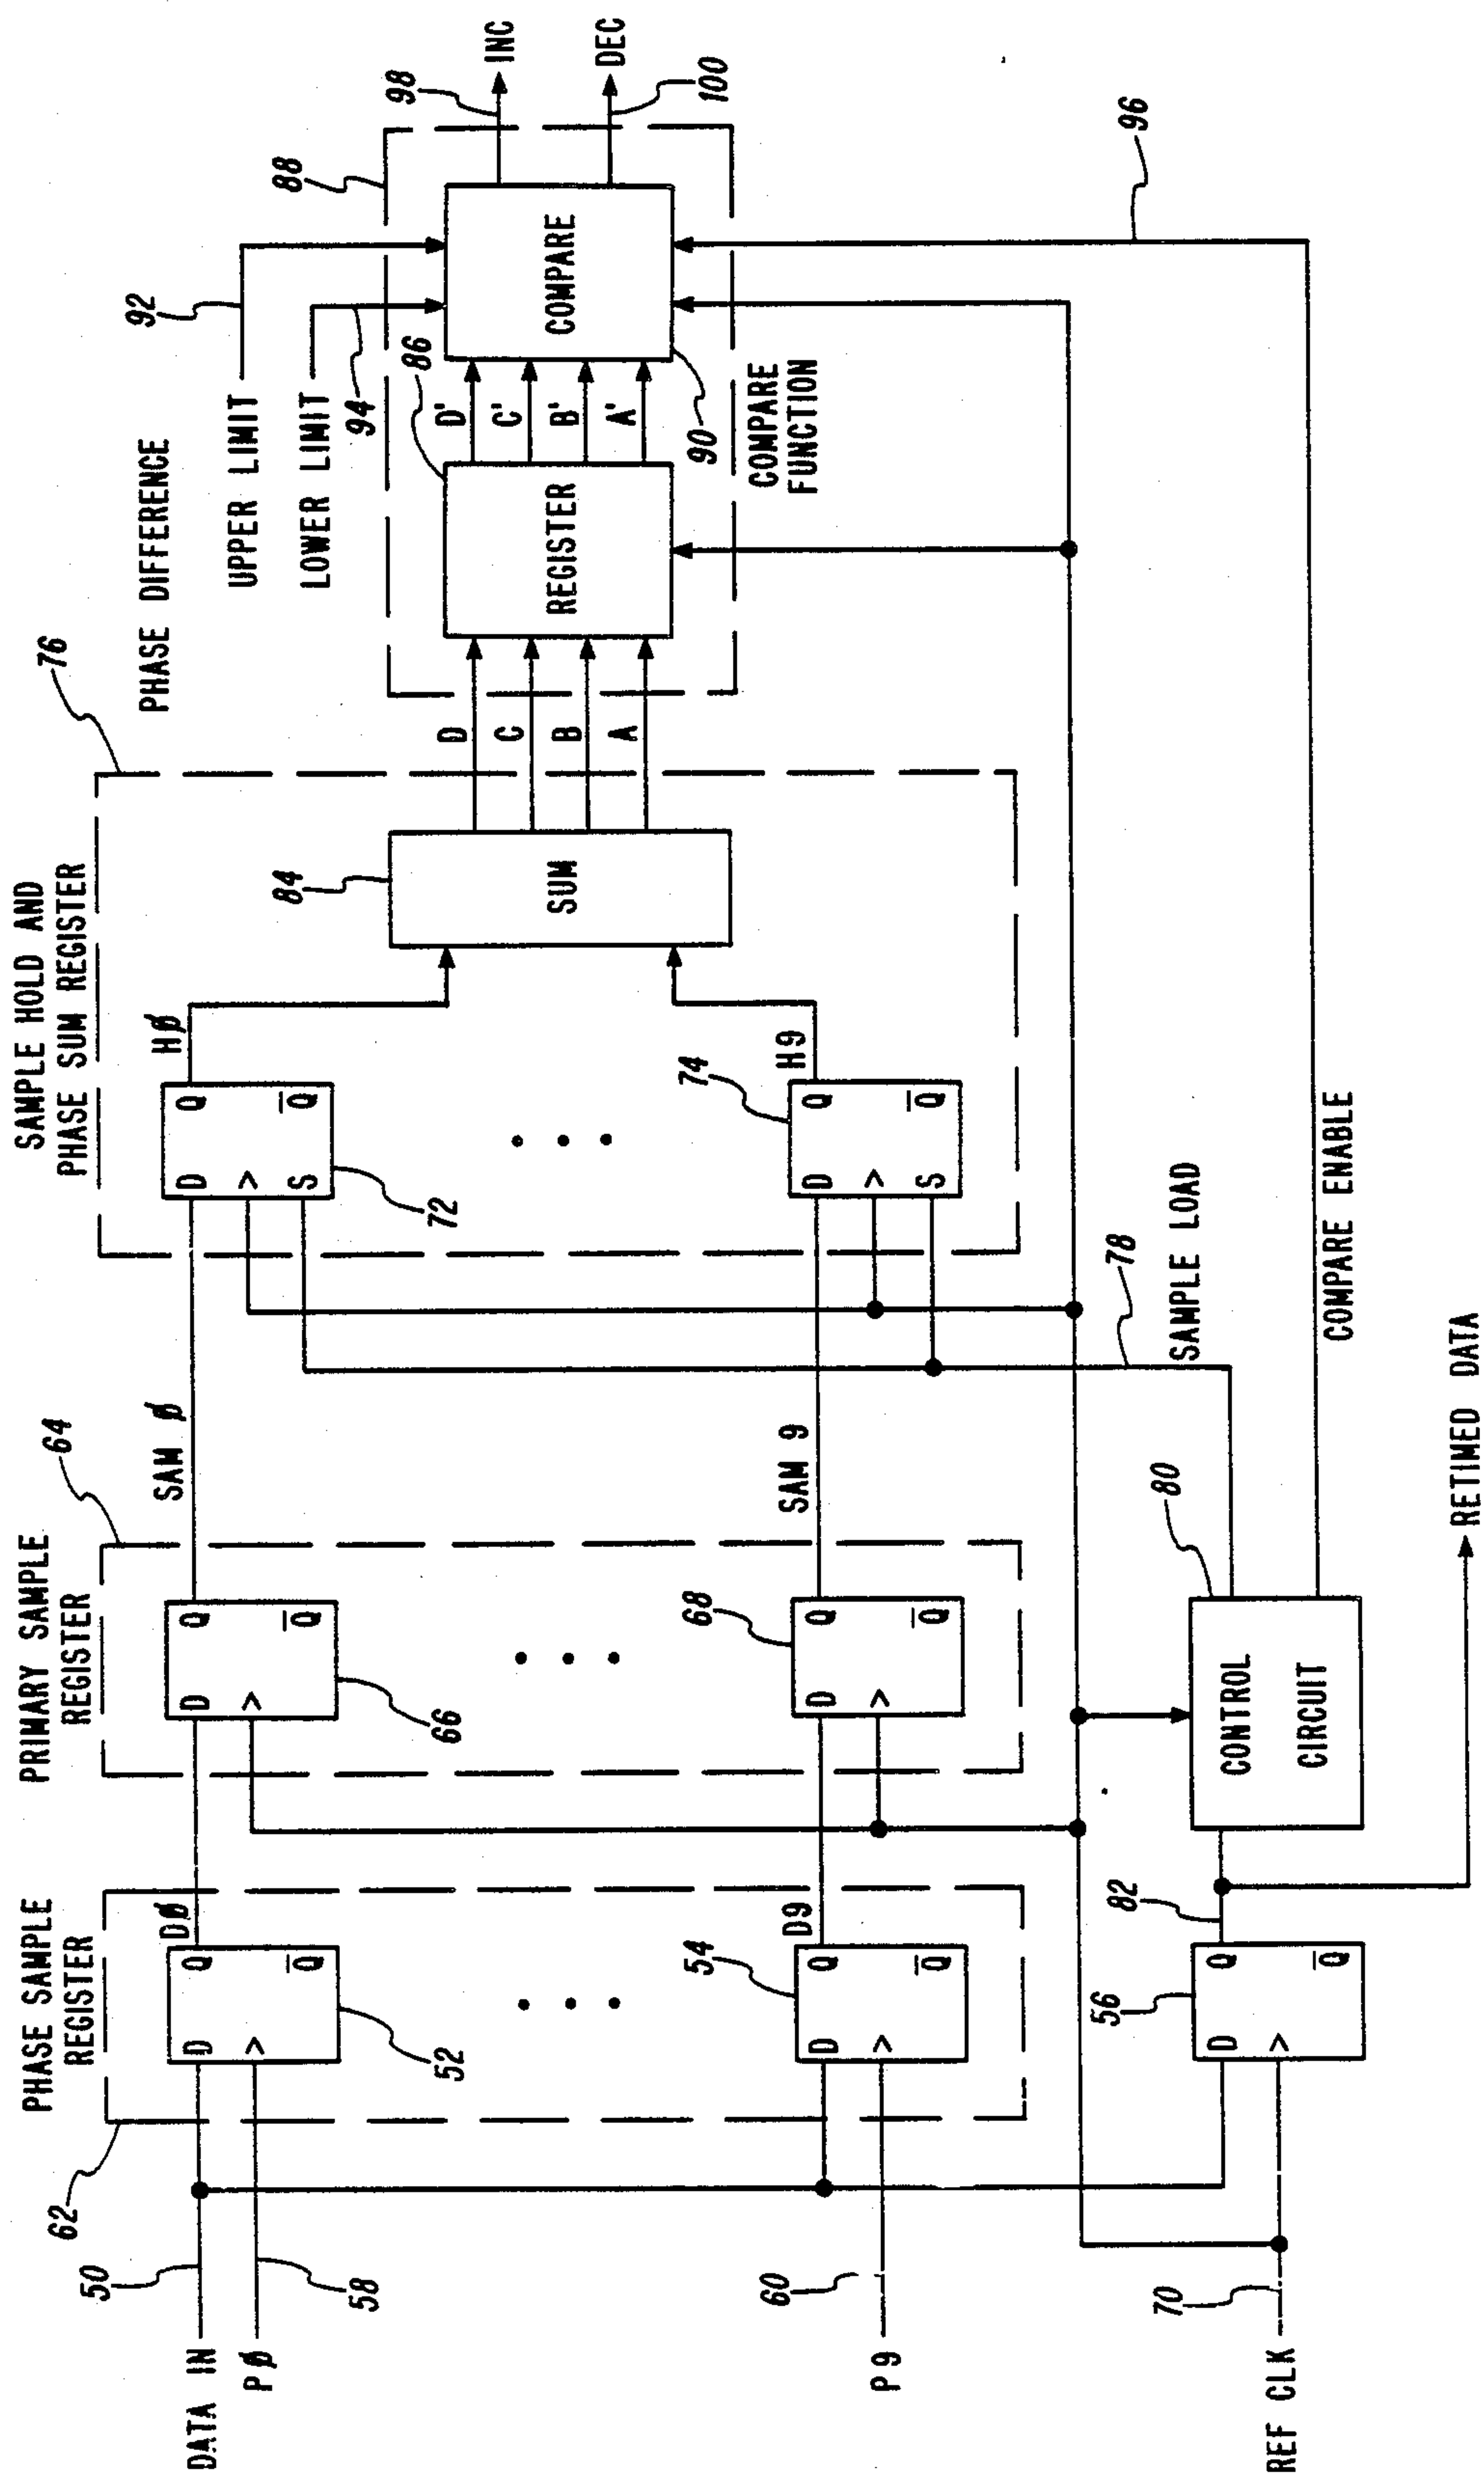 PHASE SAMPLE
REGISTER
PRIMARY SAMPLE
REGISTER
SAMPLE HOLD AND
PHASE SUM REGISTER
PHASE DIFFERENCE
62
64
76
UPPER LIMIT
92
LOWER LIMIT
94
88
DATA IN
50
PØ
58
D
Q
Q̅
>
52
DØ
D
Q
Q̅
>
66
SAM Ø
D
Q
Q̅
>
S
72
HØ
84
SUM
D
C
B
A
86
REGISTER
D'
C'
B'
A'
COMPARE
90
98
INC
DEC
100
COMPARE
FUNCTION
P9
60
54
D
Q
Q̅
>
D9
68
D
Q
Q̅
>
SAM 9
74
D
Q
Q̅
>
S
H9
REF CLK
70
56
D
Q
Q̅
>
82
80
CONTROL
CIRCUIT
78
SAMPLE LOAD
COMPARE ENABLE
96
RETIMED DATA